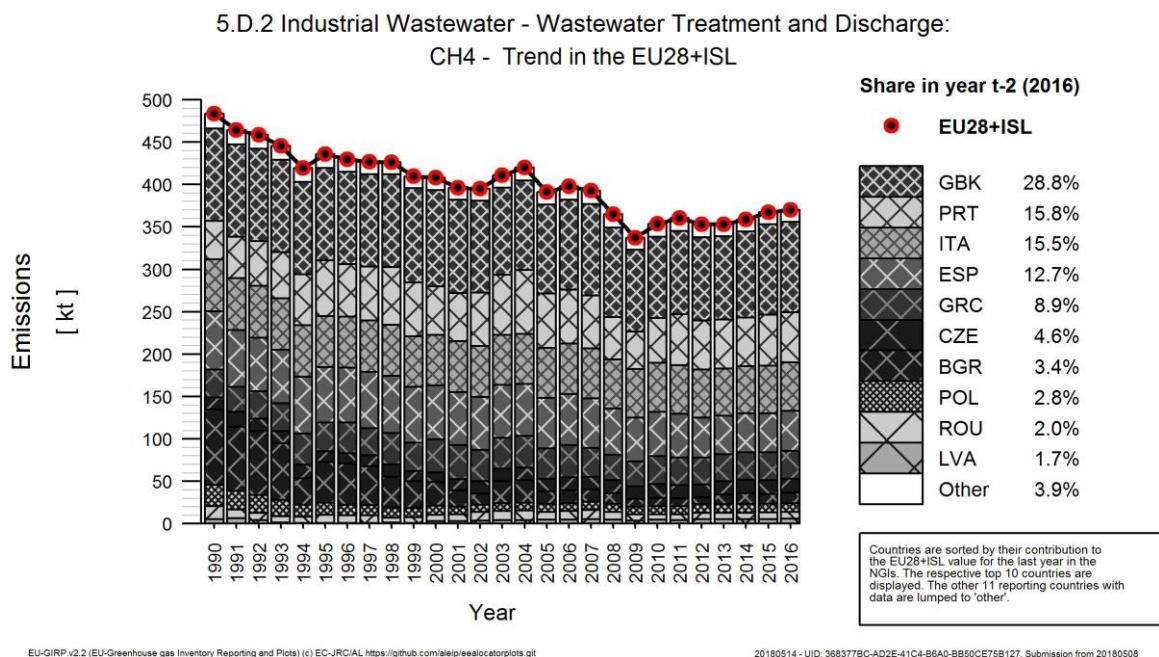 5.D.2 Industrial Wastewater - Wastewater Treatment and Discharge:
CH4 - Trend in the EU28+ISL
Emissions
[ kt ]
500
450
400
350
300
250
200
150
100
50
0
1990
1991
1992
1993
1994
1995
1996
1997
1998
1999
2000
2001
2002
2003
2004
2005
2006
2007
2008
2009
2010
2011
2012
2013
2014
2015
2016
Year
Share in year t-2 (2016)
EU28+ISL
GBK 28.8%
PRT 15.8%
ITA 15.5%
ESP 12.7%
GRC 8.9%
CZE 4.6%
BGR 3.4%
POL 2.8%
ROU 2.0%
LVA 1.7%
Other 3.9%
Countries are sorted by their contribution to
the EU28+ISL value for the last year in the
NGIs. The respective top 10 countries are
displayed. The other 11 reporting countries with
data are lumped to 'other'.
EU-GIRP.v2.2 (EU-Greenhouse gas Inventory Reporting and Plots) (c) EC-JRC/AL https://github.com/aleip/eealocatorplots.git
20180514 - UID: 368377BC-AD2E-41C4-B6A0-BB50CE75B127. Submission from 20180508